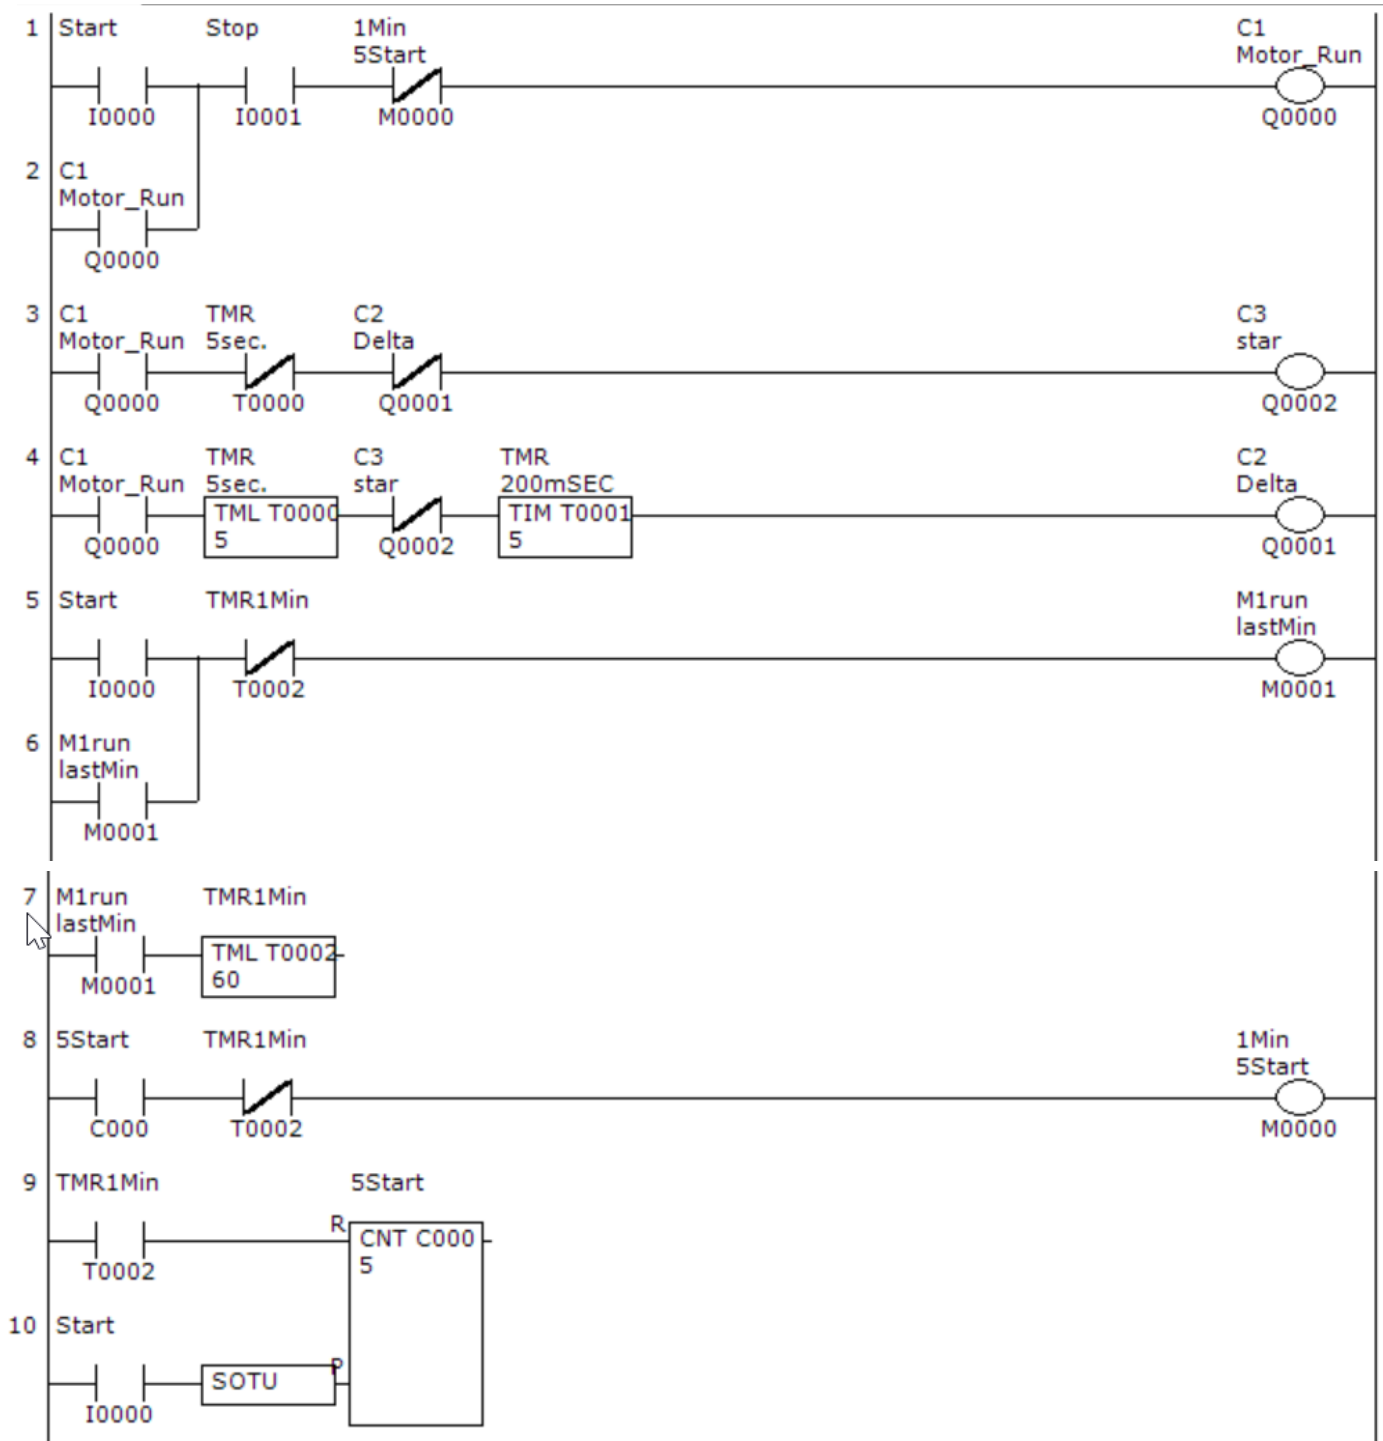 1 Start Stop 1Min C1
5Start Motor_Run
I0000 I0001 M0000 Q0000
2 C1
Motor_Run
Q0000
3 C1 TMR C2 C3
Motor_Run 5sec. Delta star
Q0000 T0000 Q0001 Q0002
4 C1 TMR C3 TMR C2
Motor_Run 5sec. star 200mSEC Delta
TML T0000 TIM T0001
5 5
Q0000 Q0002 Q0001
5 Start TMR1Min M1run
lastMin
I0000 T0002 M0001
6 M1run
lastMin
M0001
7 M1run TMR1Min
lastMin
TML T0002
60
M0001
8 5Start TMR1Min 1Min
5Start
C000 T0002 M0000
9 TMR1Min 5Start
R
CNT C000
5
T0002
10 Start
P
SOTU
I0000